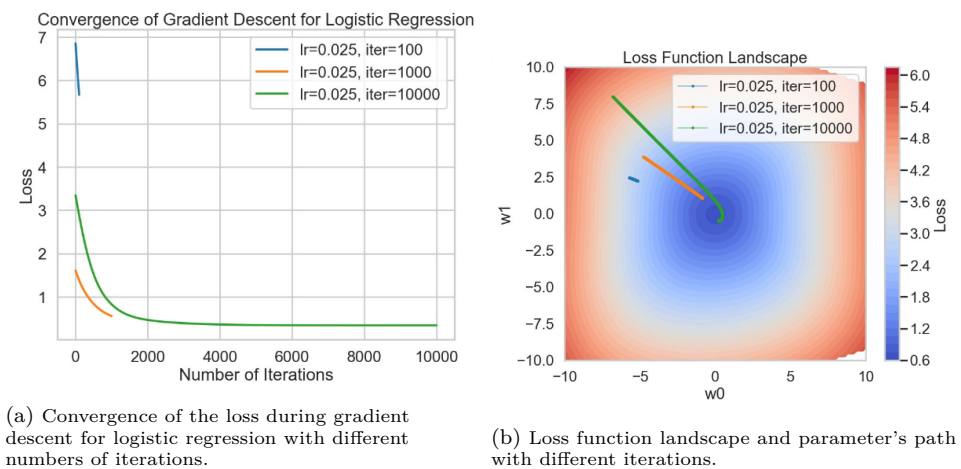 Convergence of Gradient Descent for Logistic Regression
7
6
5
4
3
2
1
Loss
lr=0.025, iter=100
lr=0.025, iter=1000
lr=0.025, iter=10000
0
2000
4000
6000
8000
10000
Number of Iterations
(a) Convergence of the loss during gradient
descent for logistic regression with different
numbers of iterations.
Loss Function Landscape
10.0
7.5
5.0
2.5
0.0
−2.5
−5.0
−7.5
−10.0
w1
lr=0.025, iter=100
lr=0.025, iter=1000
lr=0.025, iter=10000
−10
−5
0
5
10
w0
6.0
5.4
4.8
4.2
3.6
3.0
2.4
1.8
1.2
0.6
Loss
(b) Loss function landscape and parameter's path
with different iterations.